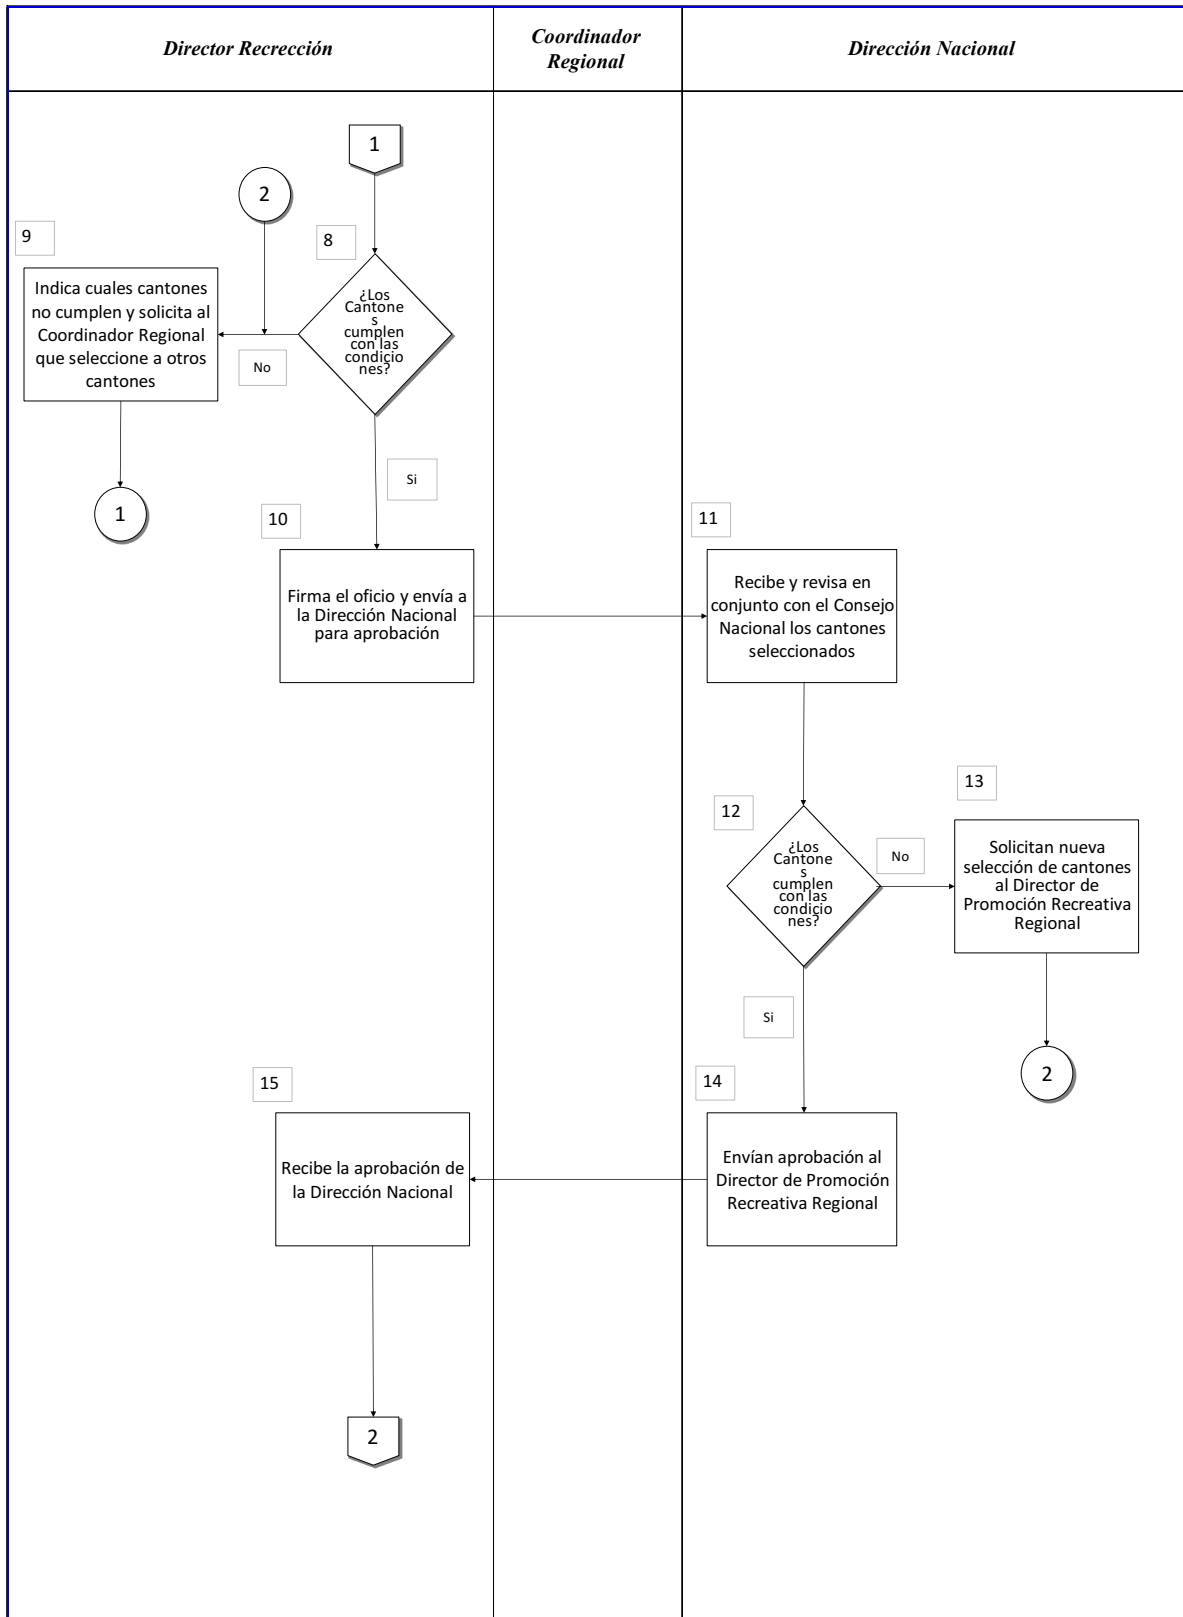 Director Recrección
Coordinador
Regional
Dirección Nacional
1
2
9
8
Indica cuales cantones
no cumplen y solicita al
Coordinador Regional
que seleccione a otros
cantones
¿Los
Cantone
s
cumplen
con las
condicio
nes?
No
Si
1
10
11
Firma el oficio y envía a
la Dirección Nacional
para aprobación
Recibe y revisa en
conjunto con el Consejo
Nacional los cantones
seleccionados
12
13
¿Los
Cantone
s
cumplen
con las
condicio
nes?
No
Solicitan nueva
selección de cantones
al Director de
Promoción Recreativa
Regional
Si
2
15
14
Recibe la aprobación de
la Dirección Nacional
Envían aprobación al
Director de Promoción
Recreativa Regional
2